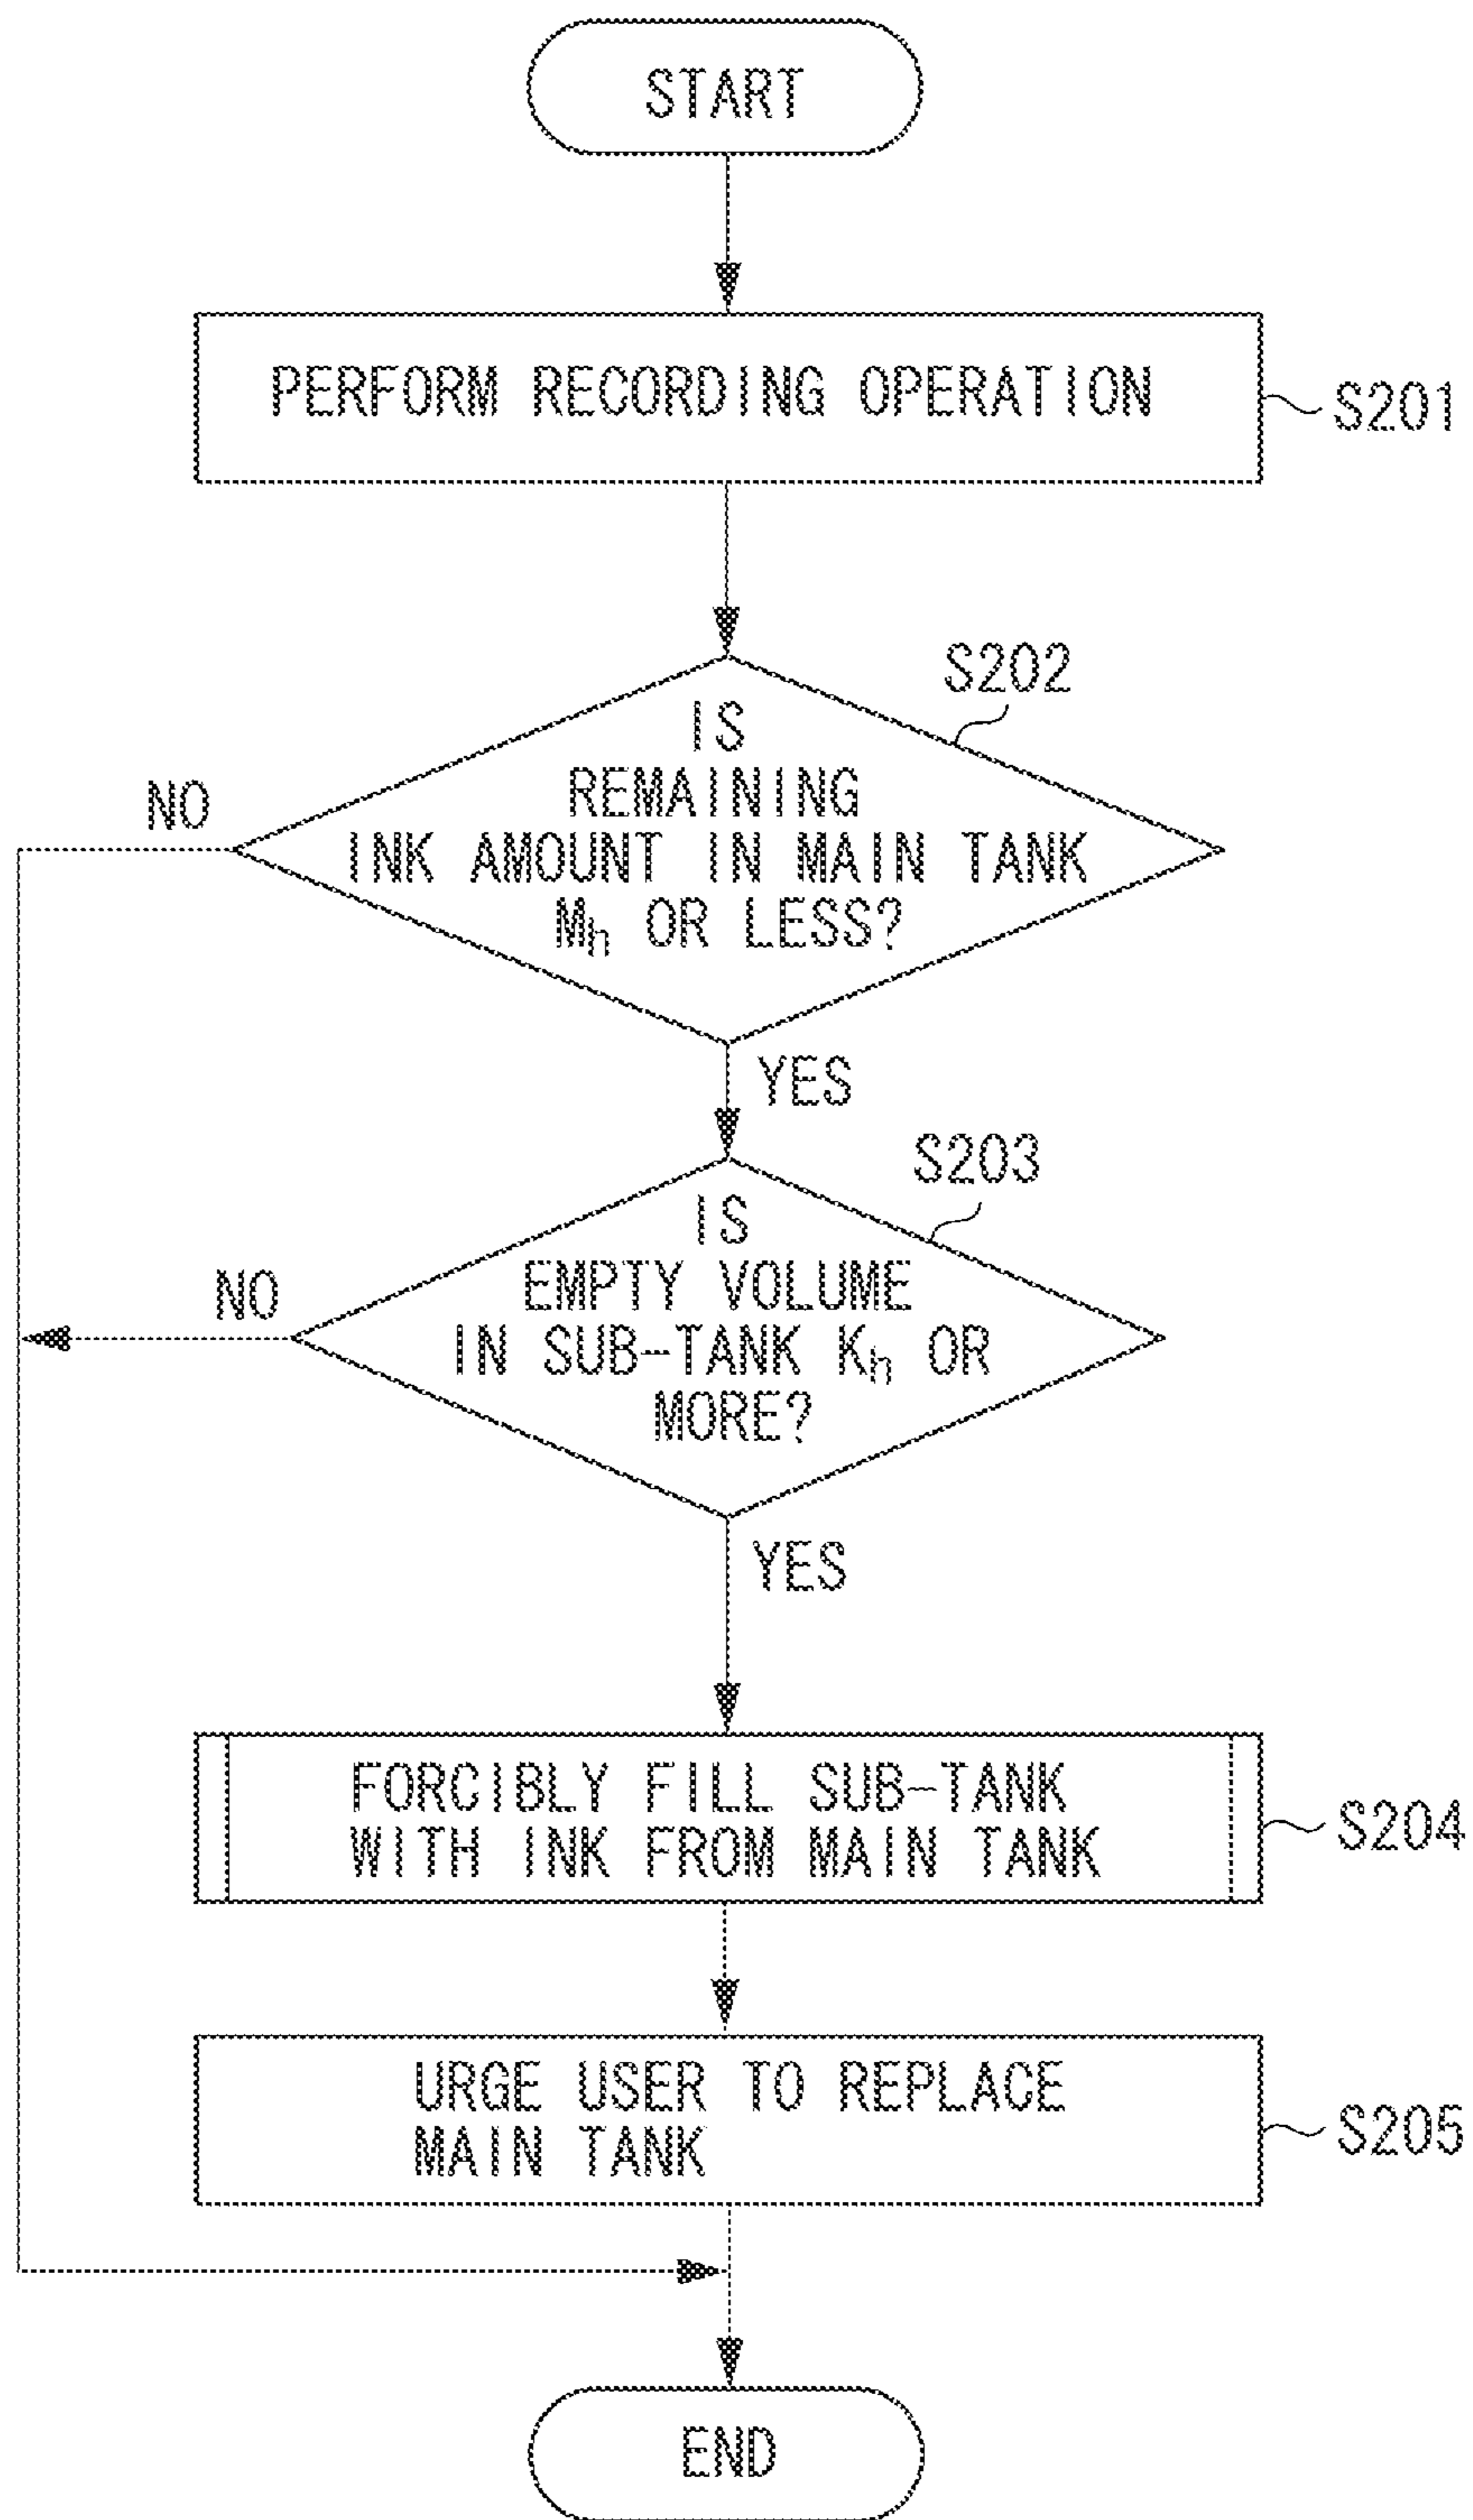 START
PERFORM RECORDING OPERATION
S201
S202
IS
REMAINING
INK AMOUNT IN MAIN TANK
Mh OR LESS?
NO
YES
S203
IS
EMPTY VOLUME
IN SUB-TANK Kh OR
MORE?
NO
YES
FORCIBLY FILL SUB-TANK
WITH INK FROM MAIN TANK
S204
URGE USER TO REPLACE
MAIN TANK
S205
END